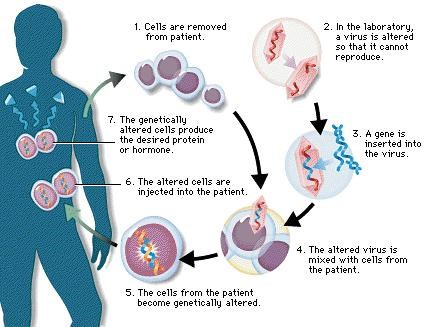 1. Cells are removed
from patient.
2. In the laboratory,
a virus is altered
so that it cannot
reproduce.
3. A gene is
inserted into
the virus.
4. The altered virus is
mixed with cells from
the patient.
5. The cells from the patient
become genetically altered.
6. The altered cells are
injected into the patient.
7. The genetically
altered cells produce
the desired protein
or hormone.